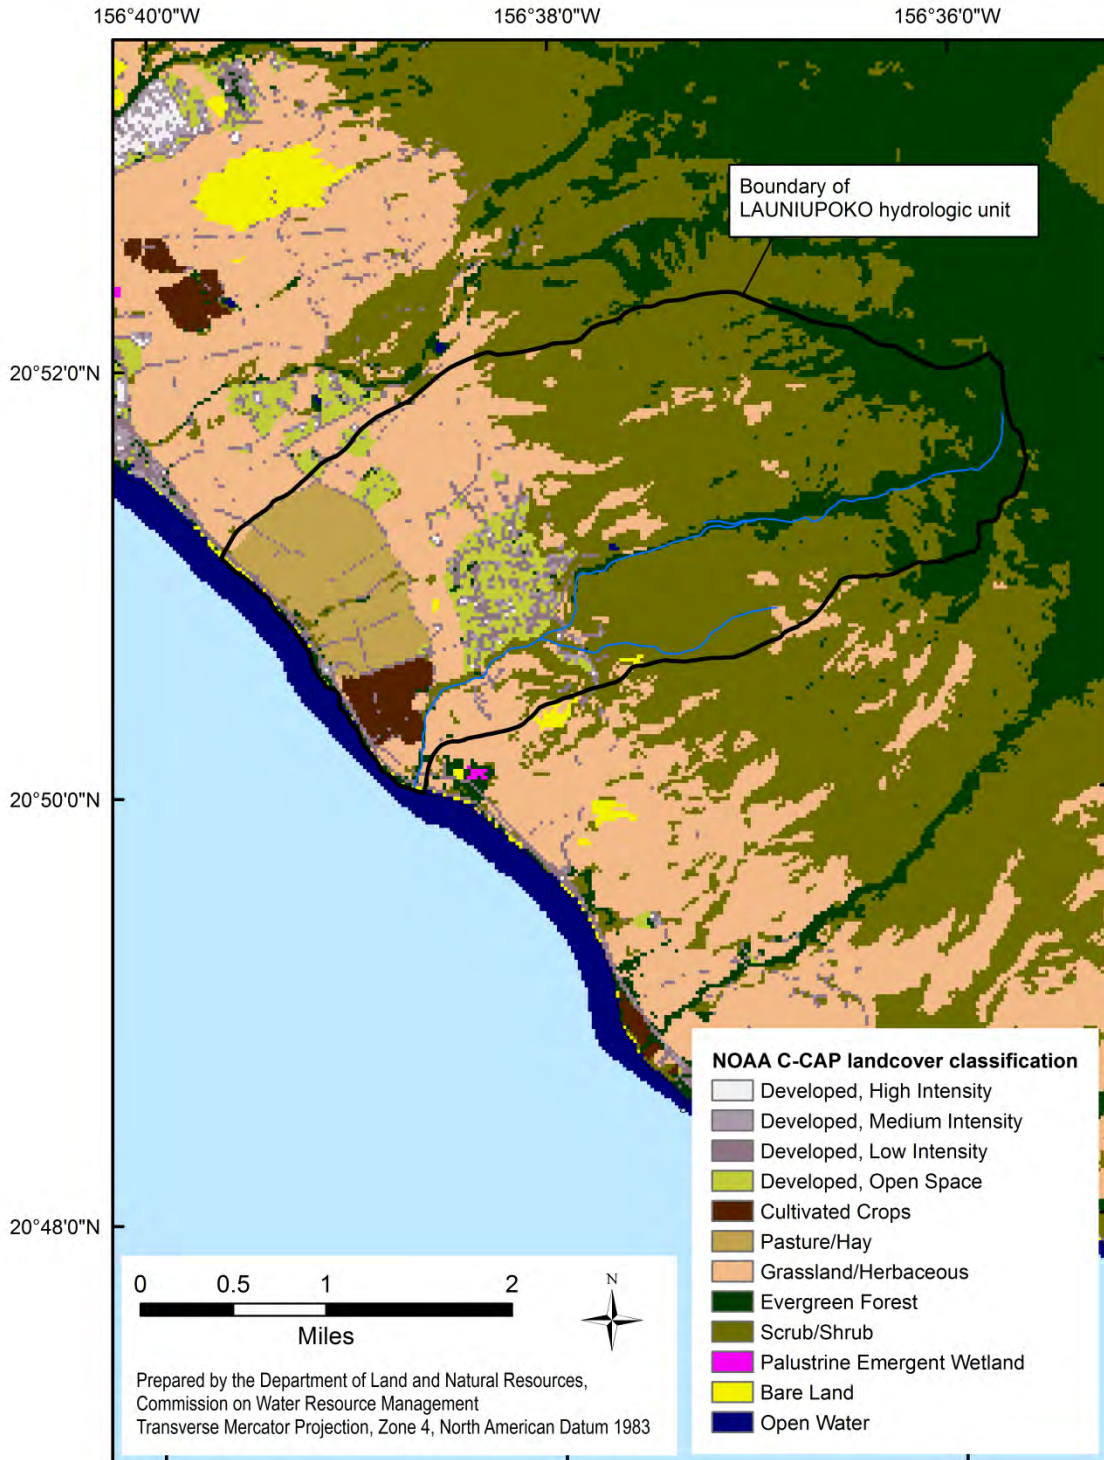 156°40'0"W 156°38'0"W 156°36'0"W
Boundary of
LAUNIUPOKO hydrologic unit
20°52'0"N
20°50'0"N
20°48'0"N
NOAA C-CAP landcover classification
Developed, High Intensity
Developed, Medium Intensity
Developed, Low Intensity
Developed, Open Space
Cultivated Crops
Pasture/Hay
Grassland/Herbaceous
Evergreen Forest
Scrub/Shrub
Palustrine Emergent Wetland
Bare Land
Open Water
0 0.5 1 2
Miles
N
Prepared by the Department of Land and Natural Resources,
Commission on Water Resource Management
Transverse Mercator Projection, Zone 4, North American Datum 1983